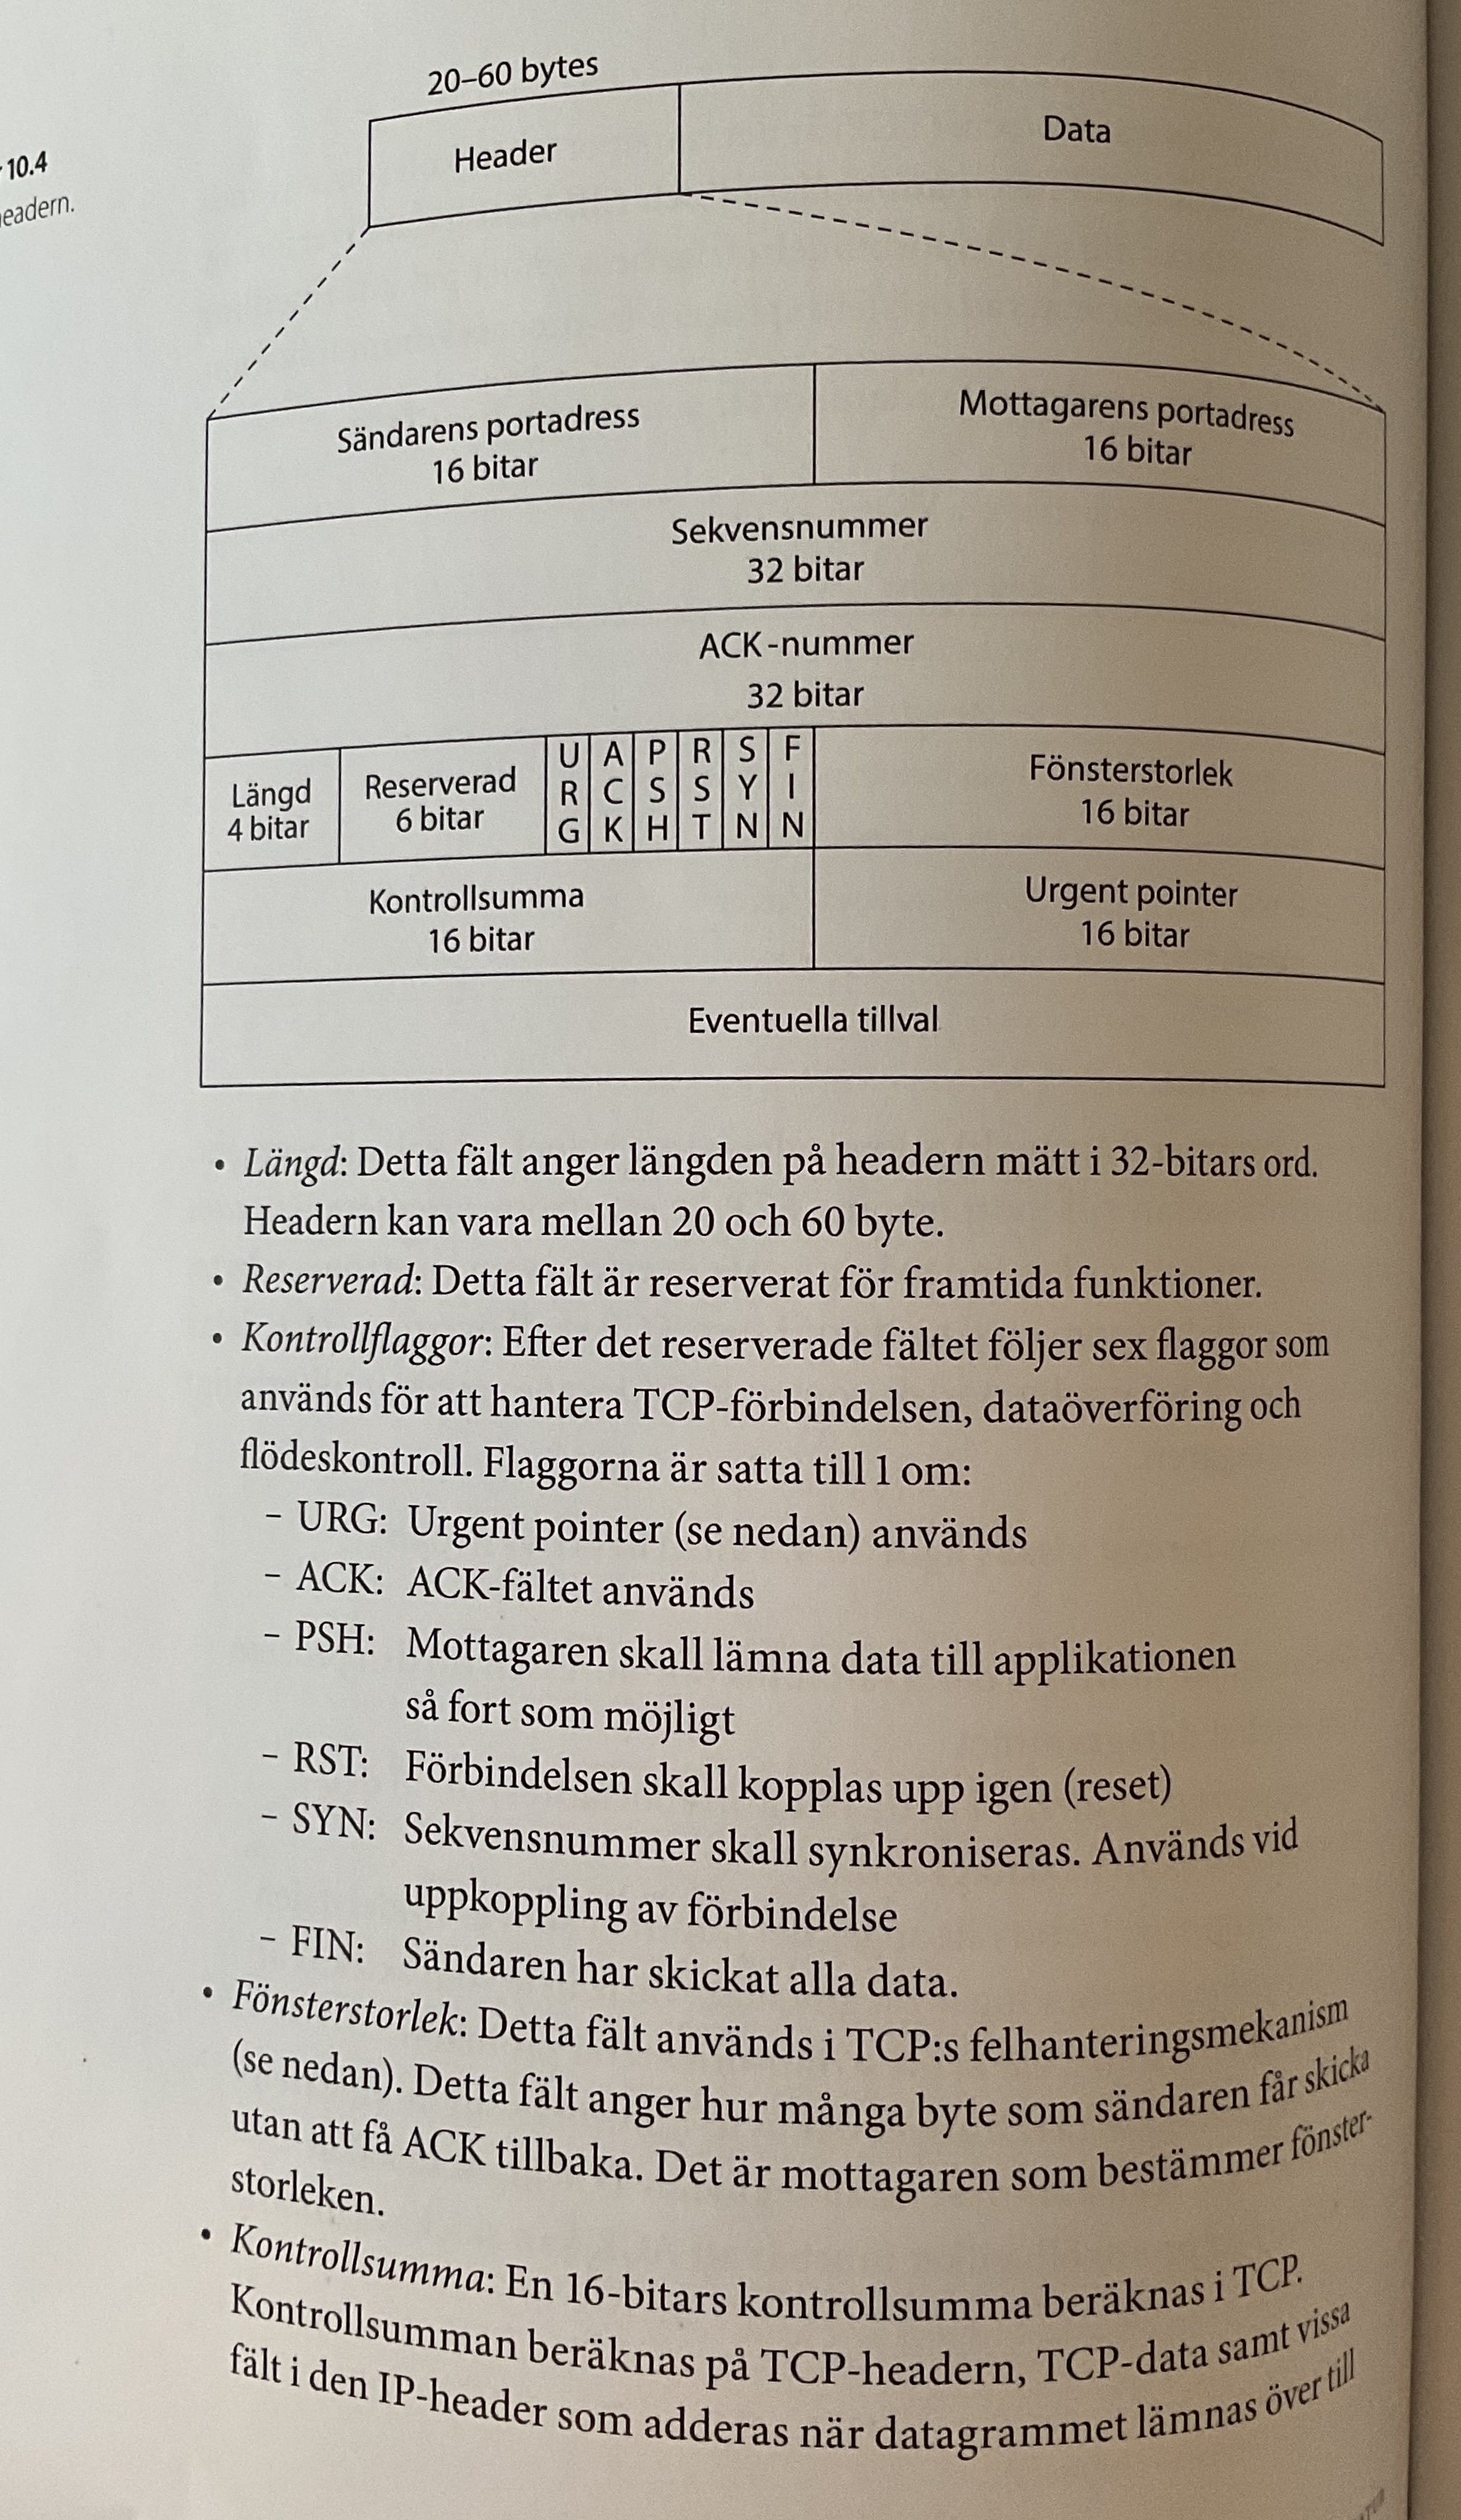 20–60 bytes
Header
Data
10.4
eadern.
Sändarens portadress
16 bitar
Mottagarens portadress
16 bitar
Sekvensnummer
32 bitar
ACK-nummer
32 bitar
Längd
4 bitar
Reserverad
6 bitar
URG
ACK
PSH
RST
SYN
FIN
Fönsterstorlek
16 bitar
Kontrollsumma
16 bitar
Urgent pointer
16 bitar
Eventuella tillval
• Längd: Detta fält anger längden på headern mätt i 32-bitars ord.
Headern kan vara mellan 20 och 60 byte.
• Reserverad: Detta fält är reserverat för framtida funktioner.
• Kontrollflaggor: Efter det reserverade fältet följer sex flaggor som
används för att hantera TCP-förbindelsen, dataöverföring och
flödeskontroll. Flaggorna är satta till 1 om:
– URG: Urgent pointer (se nedan) används
– ACK: ACK-fältet används
– PSH: Mottagaren skall lämna data till applikationen
så fort som möjligt
– RST: Förbindelsen skall kopplas upp igen (reset)
– SYN: Sekvensnummer skall synkroniseras. Används vid
uppkoppling av förbindelse
– FIN: Sändaren har skickat alla data.
• Fönsterstorlek: Detta fält används i TCP:s felhanteringsmekanism
(se nedan). Detta fält anger hur många byte som sändaren får skicka
utan att få ACK tillbaka. Det är mottagaren som bestämmer fönster-
storleken.
• Kontrollsumma: En 16-bitars kontrollsumma beräknas i TCP.
Kontrollsumman beräknas på TCP-headern, TCP-data samt vissa
fält i den IP-header som adderas när datagrammet lämnas över till